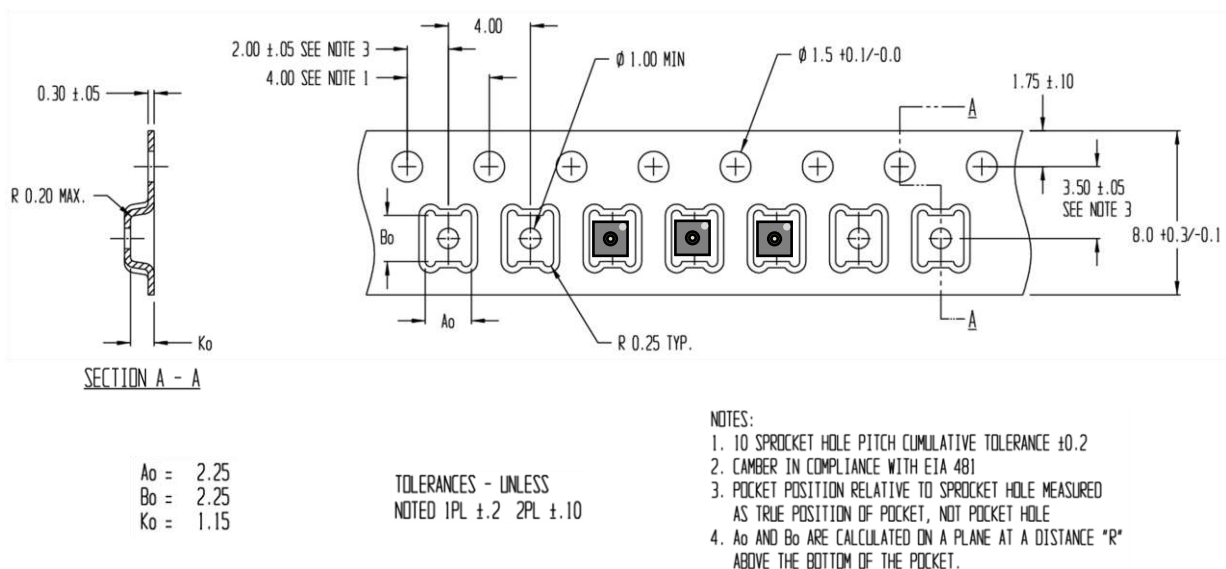 4.00
2.00 ±.05 SEE NOTE 3
4.00 SEE NOTE 1
Ø 1.00 MIN
Ø 1.5 +0.1/-0.0
1.75 ±.10
0.30 ±.05
A
R 0.20 MAX.
3.50 ±.05
SEE NOTE 3
8.0 +0.3/-0.1
Bo
Ao
A
R 0.25 TYP.
Ko
SECTION A - A
Ao = 2.25
Bo = 2.25
Ko = 1.15
TOLERANCES - UNLESS
NOTED 1PL ±.2 2PL ±.10
NOTES:
1. 10 SPROCKET HOLE PITCH CUMULATIVE TOLERANCE ±0.2
2. CAMBER IN COMPLIANCE WITH EIA 481
3. POCKET POSITION RELATIVE TO SPROCKET HOLE MEASURED
AS TRUE POSITION OF POCKET, NOT POCKET HOLE
4. Ao AND Bo ARE CALCULATED ON A PLANE AT A DISTANCE "R"
ABOVE THE BOTTOM OF THE POCKET.